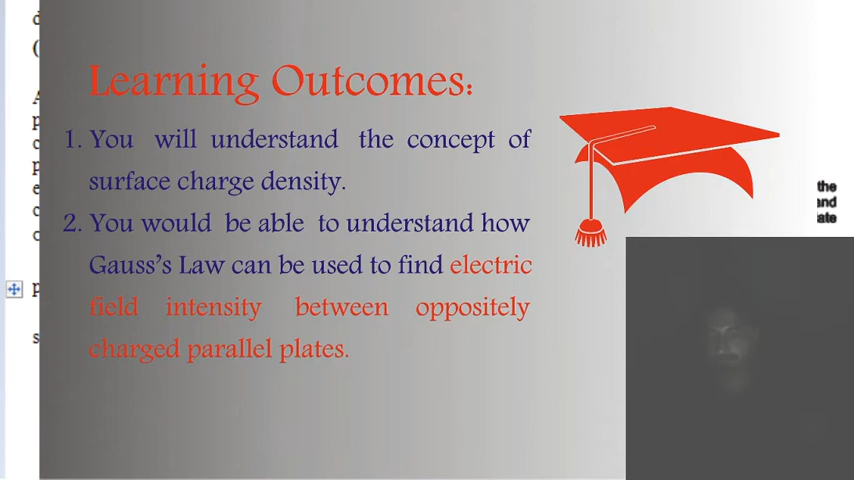 Learning Outcomes:
1. You will understand the concept of
surface charge density.
2. You would be able to understand how
Gauss's Law can be used to find electric
field intensity between oppositely
charged parallel plates.
the
and
ate